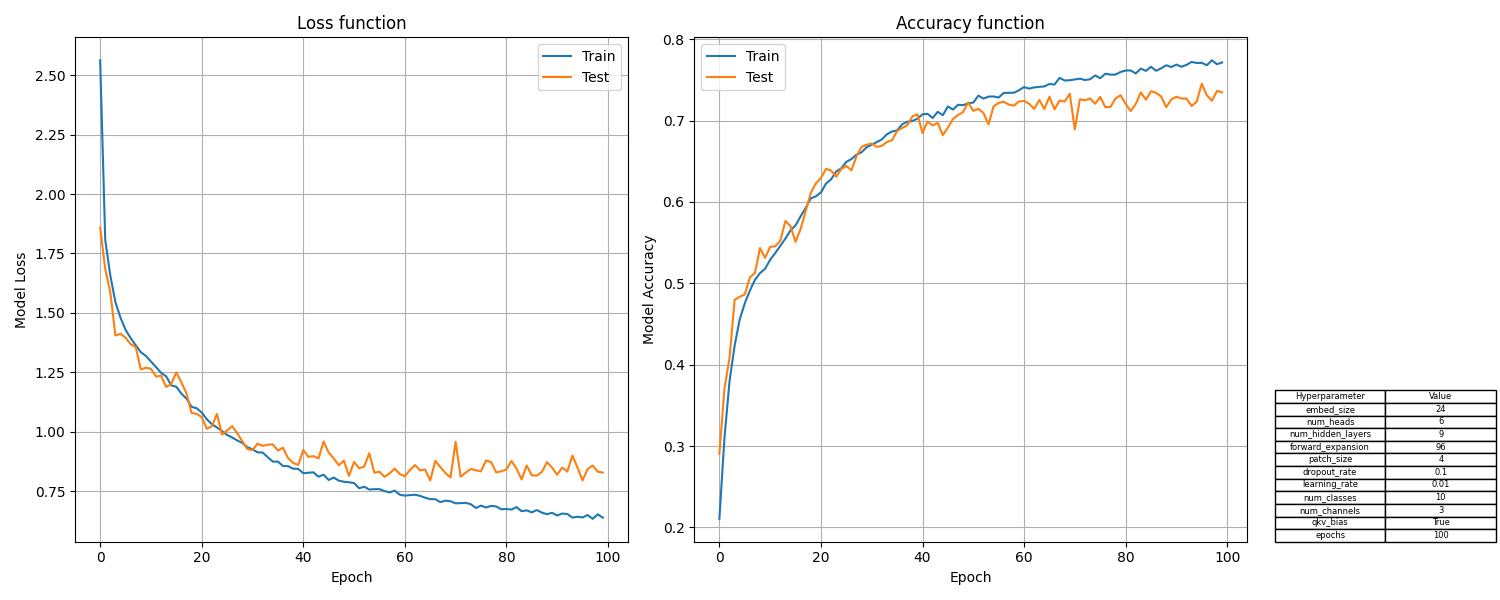 Loss function
Train
Test
2.50
2.25
2.00
1.75
1.50
1.25
1.00
0.75
Model Loss
0 20 40 60 80 100
Epoch
Accuracy function
Train
Test
0.8
0.7
0.6
0.5
0.4
0.3
0.2
Model Accuracy
0 20 40 60 80 100
Epoch
Hyperparameter Value
embed_size 24
num_heads 6
num_hidden_layers 9
forward_expansion 96
patch_size 4
dropout_rate 0.1
learning_rate 0.01
num_classes 10
num_channels 3
qkv_bias True
epochs 100